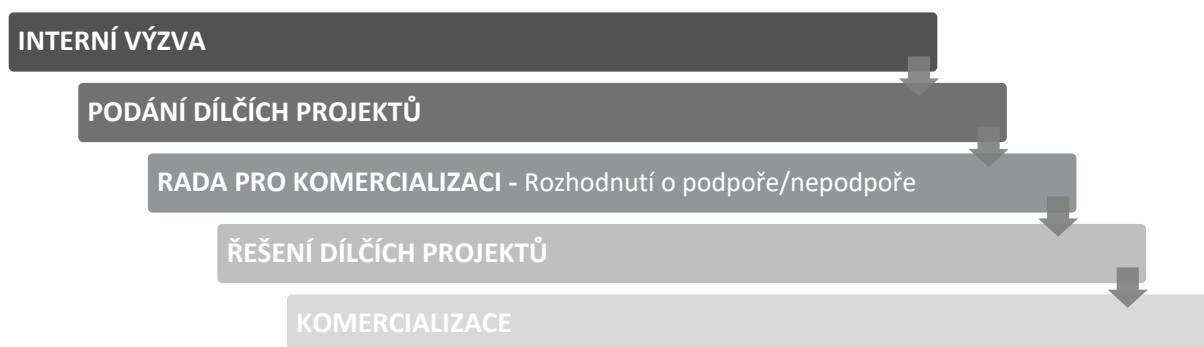 INTERNÍ VÝZVA
PODÁNÍ DÍLČÍCH PROJEKTŮ
RADA PRO KOMERCIALIZACI - Rozhodnutí o podpoře/nepodpoře
ŘEŠENÍ DÍLČÍCH PROJEKTŮ
KOMERCIALIZACE